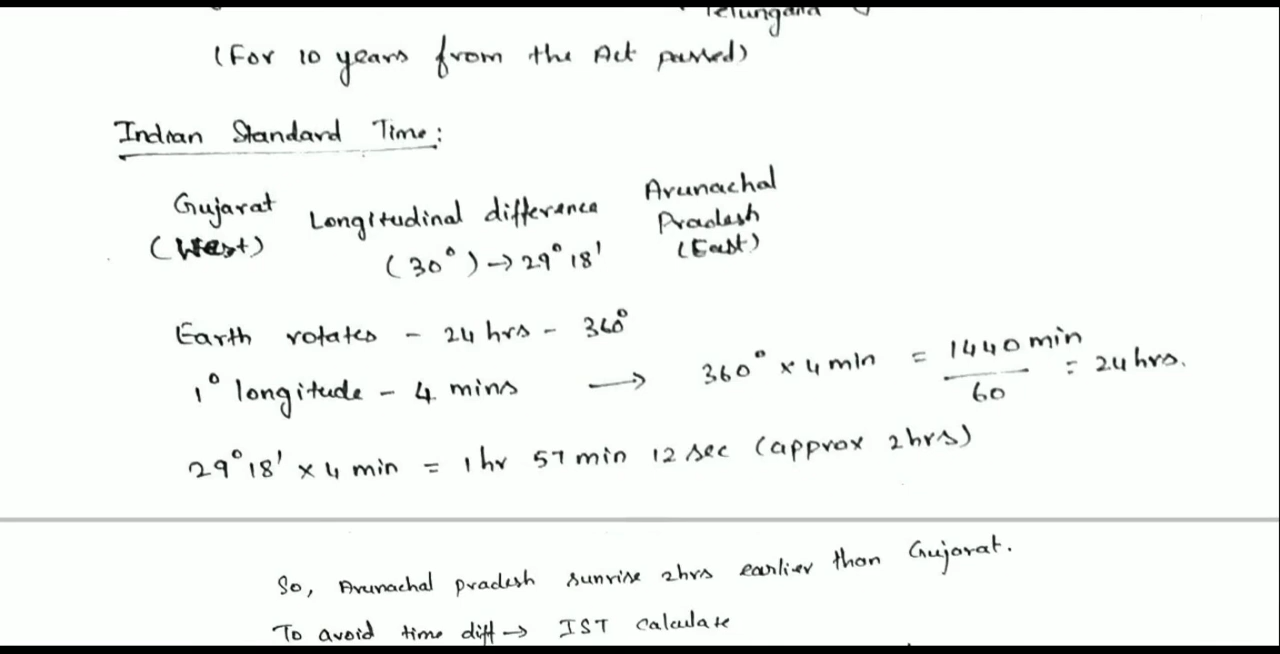 Telungana
(For 10 years from the Act passed)
Indian Standard Time:
Gujarat Longitudinal difference Arunachal
(West) Pradesh
(30°) → 29° 18' (East)
Earth rotates - 24 hrs - 360°
1° longitude - 4 mins → 360° x 4 min = 1440 min / 60 = 24 hrs.
29° 18' x 4 min = 1 hr 57 min 12 sec (approx 2 hrs)
So, Arunachal pradesh sunrise 2hrs earlier than Gujarat.
To avoid time diff → IST calculate